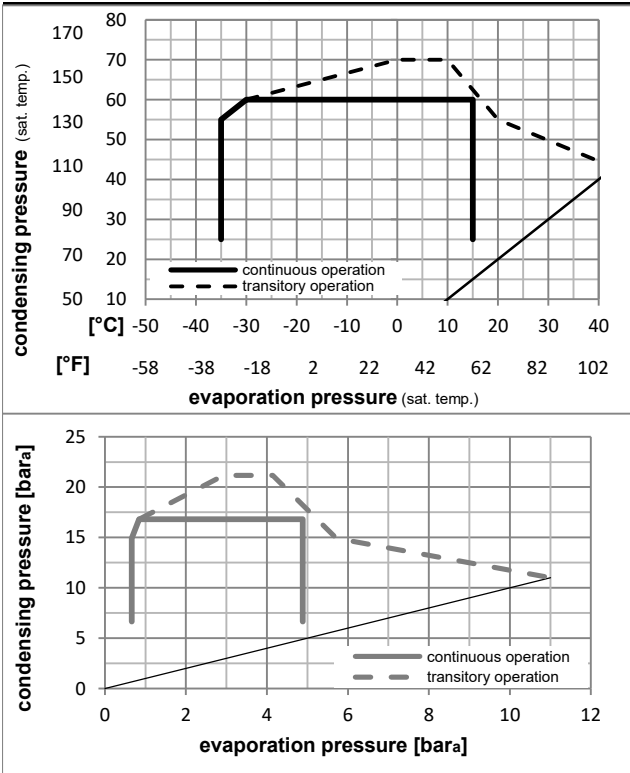 condensing pressure (sat. temp.)
170
150
130
110
90
70
50
80
70
60
50
40
30
20
10
continuous operation
transitory operation
[°C] -50 -40 -30 -20 -10 0 10 20 30 40
[°F] -58 -38 -18 2 22 42 62 82 102
evaporation pressure (sat. temp.)
condensing pressure [bara]
25
20
15
10
5
0
continuous operation
transitory operation
0 2 4 6 8 10 12
evaporation pressure [bara]